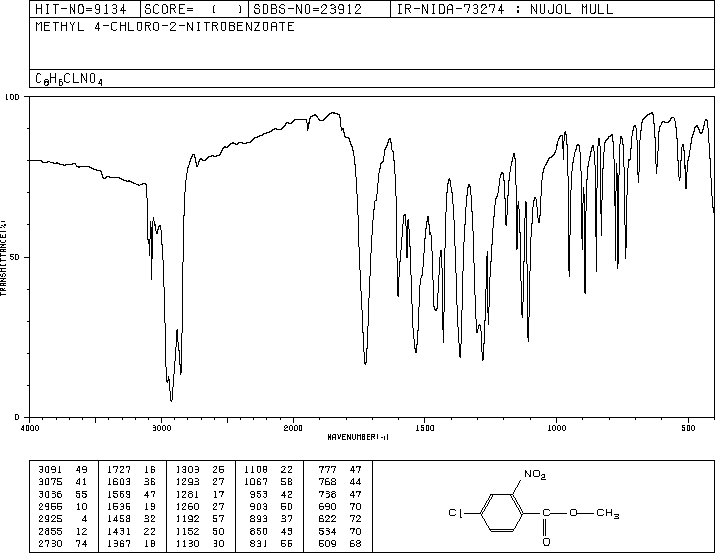 HIT-NO=9134 SCORE= ( ) SDBS-NO=23912 IR-NIDA-73274 : NUJOL MULL
METHYL 4-CHLORO-2-NITROBENZOATE
C8H6CLNO4
100
TRANSMITTANCE(%)
50
0
4000 3000 2000 1500 1000 500
WAVENUMBER(-1)
3091 49 1727 16 1303 26 1108 22 777 47
3075 41 1603 36 1293 27 1067 58 768 44
3036 55 1569 47 1281 17 953 42 738 47
2955 10 1536 19 1260 27 903 50 690 70
2925 4 1458 32 1192 57 893 37 622 72
2855 12 1431 22 1152 50 850 49 534 70
2730 74 1367 18 1130 30 831 55 509 68
NO2
Cl
C-O-CH3
O